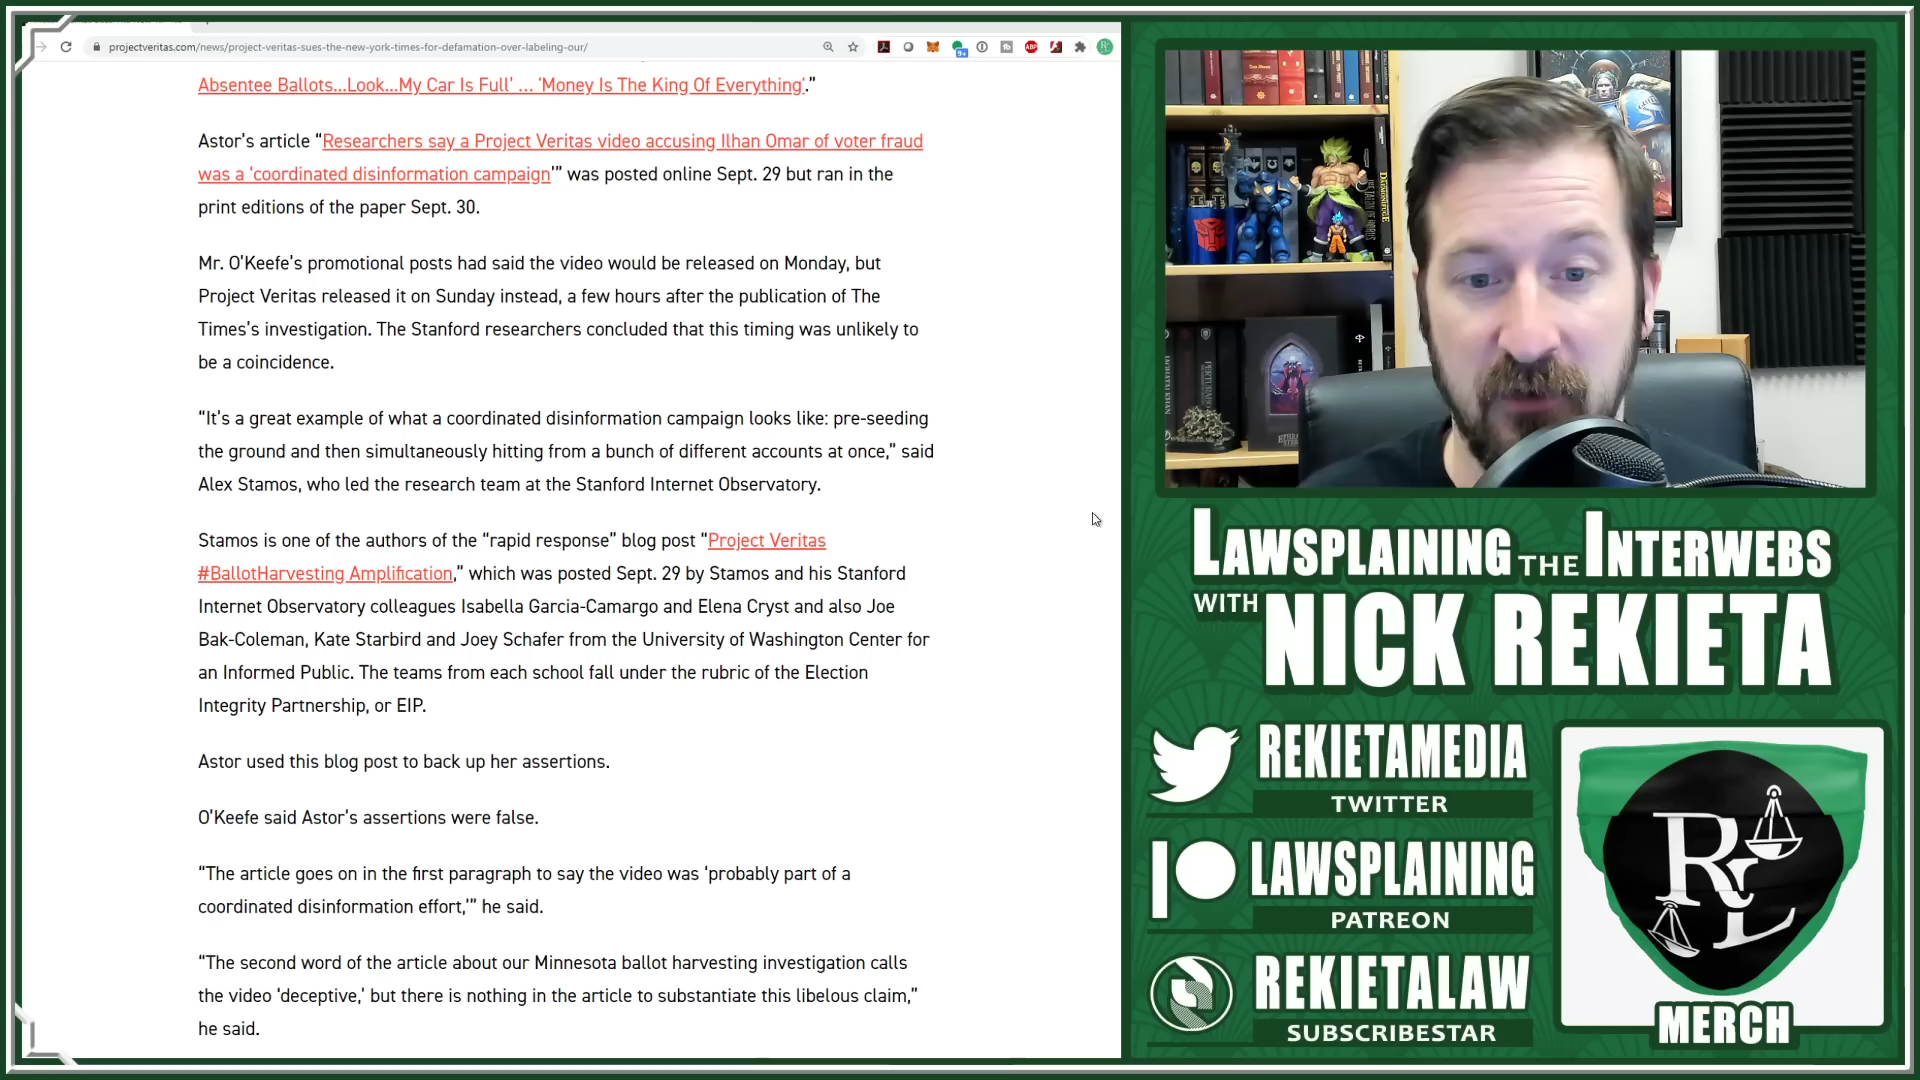 projectveritas.com/news/project-veritas-sues-the-new-york-times-for-defamation-over-labeling-our/
Absentee Ballots...Look...My Car Is Full' ... 'Money Is The King Of Everything'.”
Astor’s article “Researchers say a Project Veritas video accusing Ilhan Omar of voter fraud
was a ‘coordinated disinformation campaign’” was posted online Sept. 29 but ran in the
print editions of the paper Sept. 30.
Mr. O’Keefe’s promotional posts had said the video would be released on Monday, but
Project Veritas released it on Sunday instead, a few hours after the publication of The
Times’s investigation. The Stanford researchers concluded that this timing was unlikely to
be a coincidence.
“It’s a great example of what a coordinated disinformation campaign looks like: pre-seeding
the ground and then simultaneously hitting from a bunch of different accounts at once,” said
Alex Stamos, who led the research team at the Stanford Internet Observatory.
Stamos is one of the authors of the “rapid response” blog post “Project Veritas
#BallotHarvesting Amplification,” which was posted Sept. 29 by Stamos and his Stanford
Internet Observatory colleagues Isabella Garcia-Camargo and Elena Cryst and also Joe
Bak-Coleman, Kate Starbird and Joey Schafer from the University of Washington Center for
an Informed Public. The teams from each school fall under the rubric of the Election
Integrity Partnership, or EIP.
Astor used this blog post to back up her assertions.
O’Keefe said Astor’s assertions were false.
“The article goes on in the first paragraph to say the video was ‘probably part of a
coordinated disinformation effort,’” he said.
“The second word of the article about our Minnesota ballot harvesting investigation calls
the video ‘deceptive,’ but there is nothing in the article to substantiate this libelous claim,”
he said.
LAWSPLAINING THE INTERWEBS
WITH NICK REKIETA
REKIETAMEDIA
TWITTER
LAWSPLAINING
PATREON
REKIETALAW
SUBSCRIBESTAR
RL
MERCH